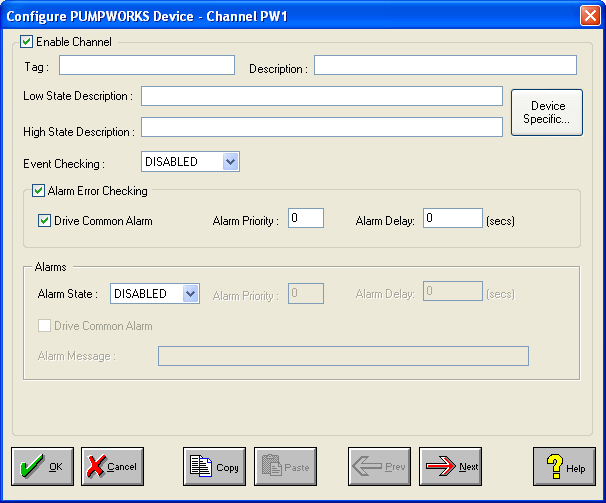 Configure PUMPWORKS Device - Channel PW1
Enable Channel
Tag : Description :
Low State Description :
Device Specific...
High State Description :
Event Checking : DISABLED
Alarm Error Checking
Drive Common Alarm Alarm Priority : 0 Alarm Delay: 0 (secs)
Alarms
Alarm State : DISABLED Alarm Priority : 0 Alarm Delay: 0 (secs)
Drive Common Alarm
Alarm Message :
OK Cancel Copy Paste Prev Next Help